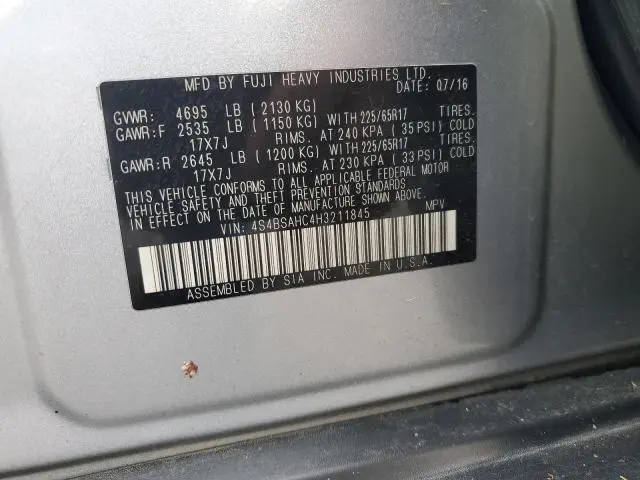 MFD BY FUJI HEAVY INDUSTRIES LTD.
DATE: 07/16
GVWR: 4695 LB (2130 KG)
GAWR:F 2535 LB (1150 KG) WITH 225/65R17 TIRES.
17X7J RIMS. AT 240 KPA (35 PSI) COLD
GAWR:R 2645 LB (1200 KG) WITH 225/65R17 TIRES.
17X7J RIMS. AT 230 KPA (33 PSI) COLD
THIS VEHICLE CONFORMS TO ALL APPLICABLE FEDERAL MOTOR
VEHICLE SAFETY AND THEFT PREVENTION STANDARDS
IN EFFECT ON THE DATE OF MANUFACTURE SHOWN ABOVE.
VIN: 4S4BSAHC4H3211845 MPV
ASSEMBLED BY SIA INC. MADE IN U.S.A.